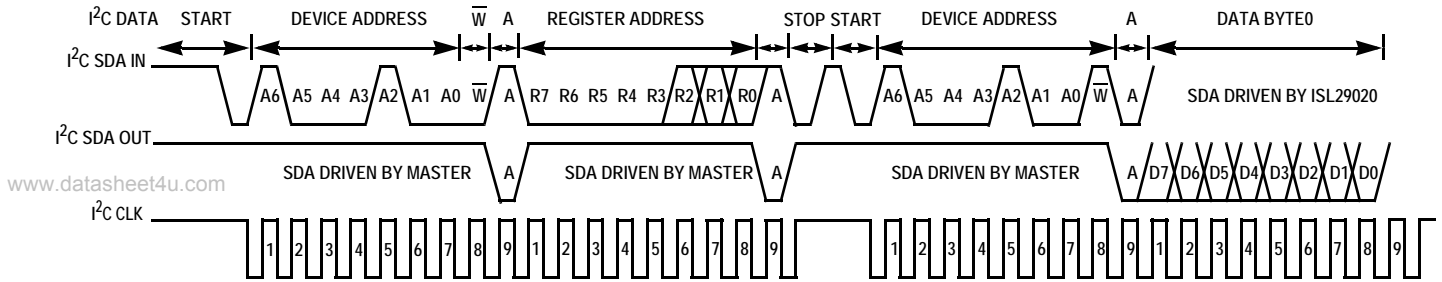 I²C DATA START DEVICE ADDRESS W̅ A REGISTER ADDRESS STOP START DEVICE ADDRESS A DATA BYTE0
I²C SDA IN A6 A5 A4 A3 A2 A1 A0 W̅ A R7 R6 R5 R4 R3 R2 R1 R0 A A6 A5 A4 A3 A2 A1 A0 W̅ A SDA DRIVEN BY ISL29020
I²C SDA OUT SDA DRIVEN BY MASTER A SDA DRIVEN BY MASTER A SDA DRIVEN BY MASTER A D7 D6 D5 D4 D3 D2 D1 D0
www.datasheet4u.com
I²C CLK 1 2 3 4 5 6 7 8 9 1 2 3 4 5 6 7 8 9 1 2 3 4 5 6 7 8 9 1 2 3 4 5 6 7 8 9